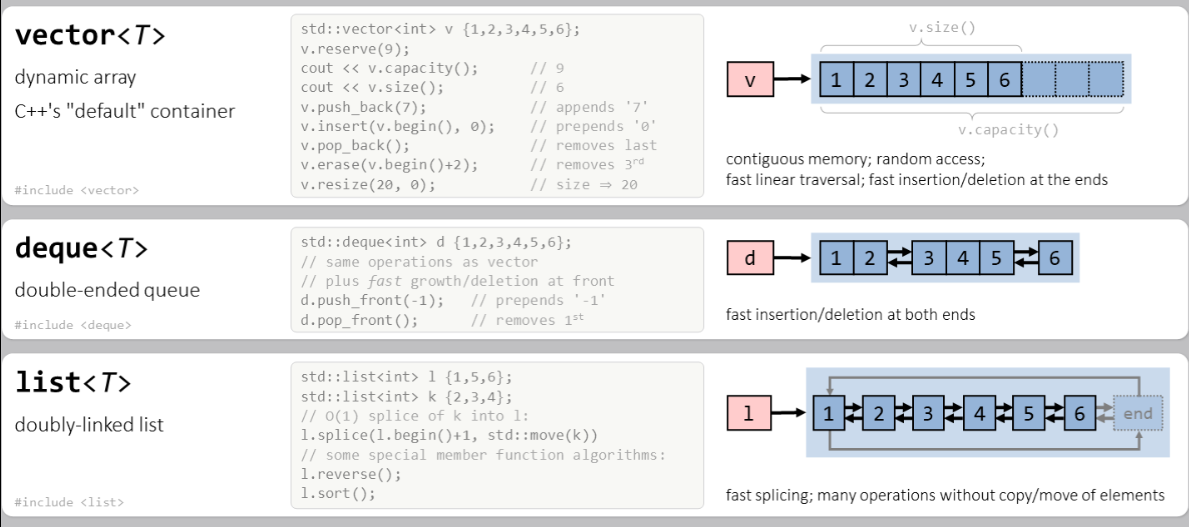 vector<T>
dynamic array
C++'s "default" container
#include <vector>
std::vector<int> v {1,2,3,4,5,6};
v.reserve(9);
cout << v.capacity();      // 9
cout << v.size();          // 6
v.push_back(7);            // appends '7'
v.insert(v.begin(), 0);    // prepends '0'
v.pop_back();              // removes last
v.erase(v.begin()+2);      // removes 3rd
v.resize(20, 0);           // size ⇒ 20
v.size()
v 1 2 3 4 5 6
v.capacity()
contiguous memory; random access;
fast linear traversal; fast insertion/deletion at the ends
deque<T>
double-ended queue
#include <deque>
std::deque<int> d {1,2,3,4,5,6};
// same operations as vector
// plus fast growth/deletion at front
d.push_front(-1);   // prepends '-1'
d.pop_front();      // removes 1st
d 1 2 3 4 5 6
fast insertion/deletion at both ends
list<T>
doubly-linked list
#include <list>
std::list<int> l {1,5,6};
std::list<int> k {2,3,4};
// O(1) splice of k into l:
l.splice(l.begin()+1, std::move(k))
// some special member function algorithms:
l.reverse();
l.sort();
l 1 2 3 4 5 6 end
fast splicing; many operations without copy/move of elements